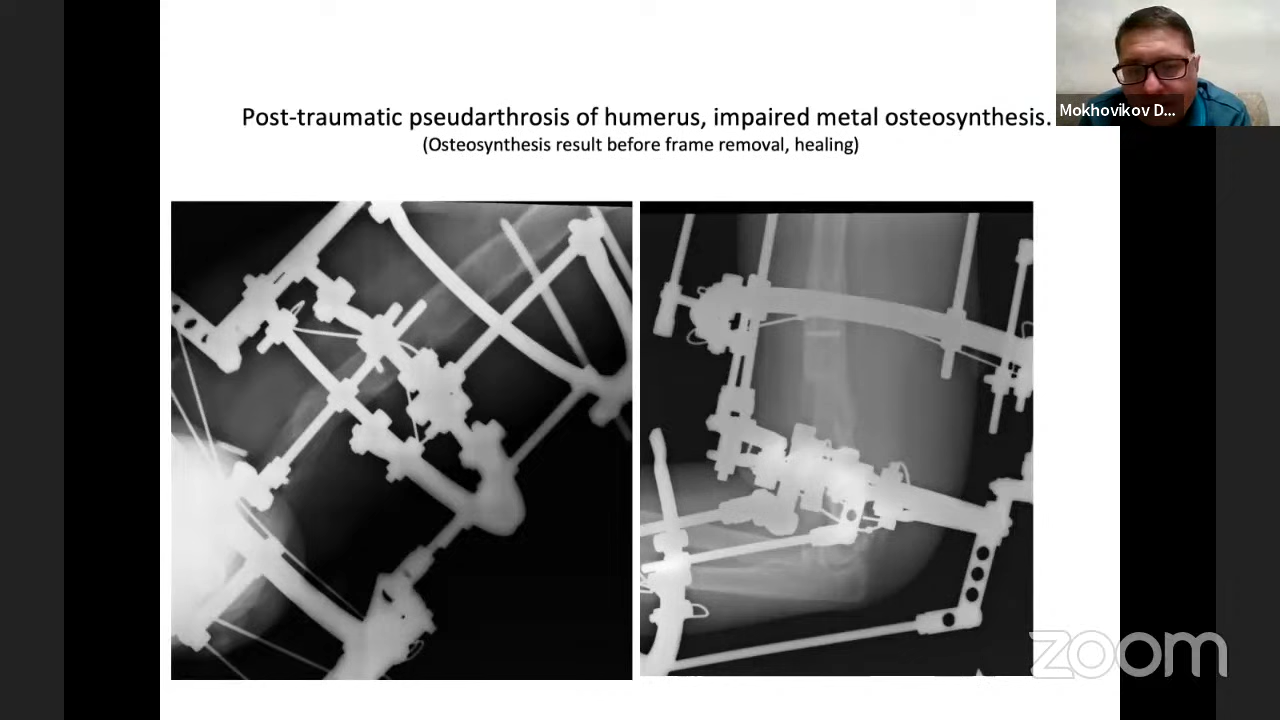 Post-traumatic pseudarthrosis of humerus, impaired metal osteosynthesis.
(Osteosynthesis result before frame removal, healing)
Mokhovikov D...
zoom